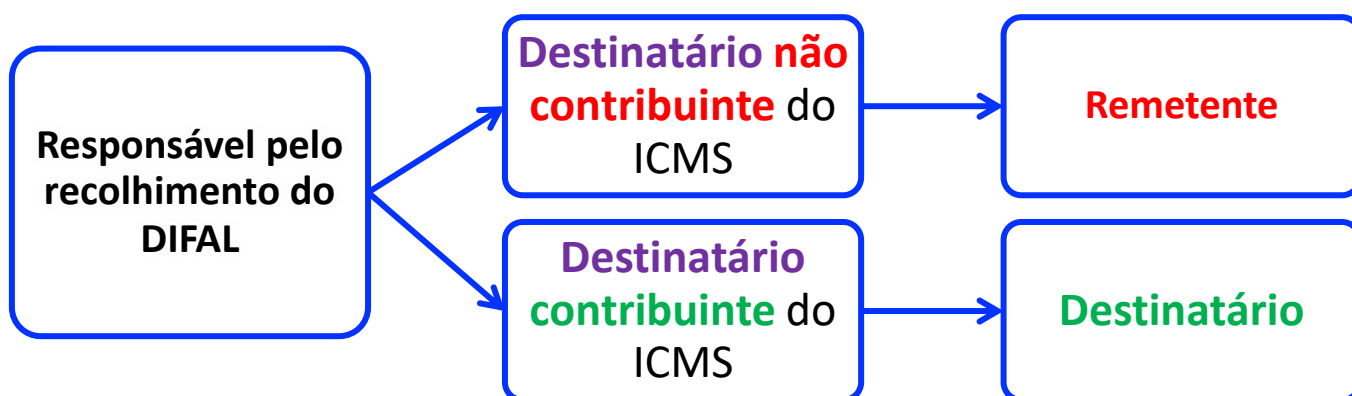 Responsável pelo
recolhimento do
DIFAL
Destinatário não
contribuinte do
ICMS
Remetente
Destinatário
contribuinte do
ICMS
Destinatário